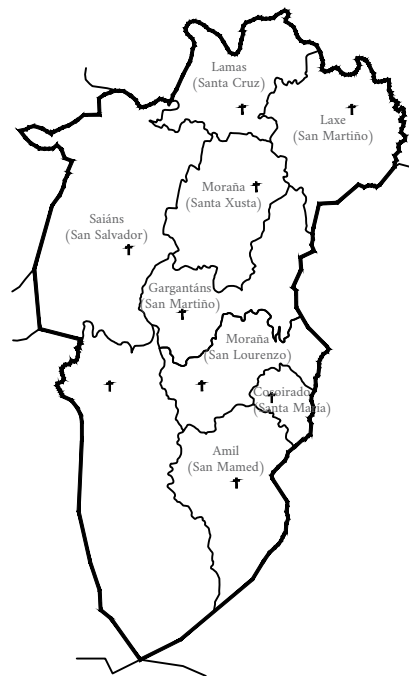 Lamas
(Santa Cruz)
Laxe
(San Martiño)
Moraña
(Santa Xusta)
Saiáns
(San Salvador)
Gargantáns
(San Martiño)
Moraña
(San Lourenzo)
Cosoirado
(Santa María)
Amil
(San Mamed)